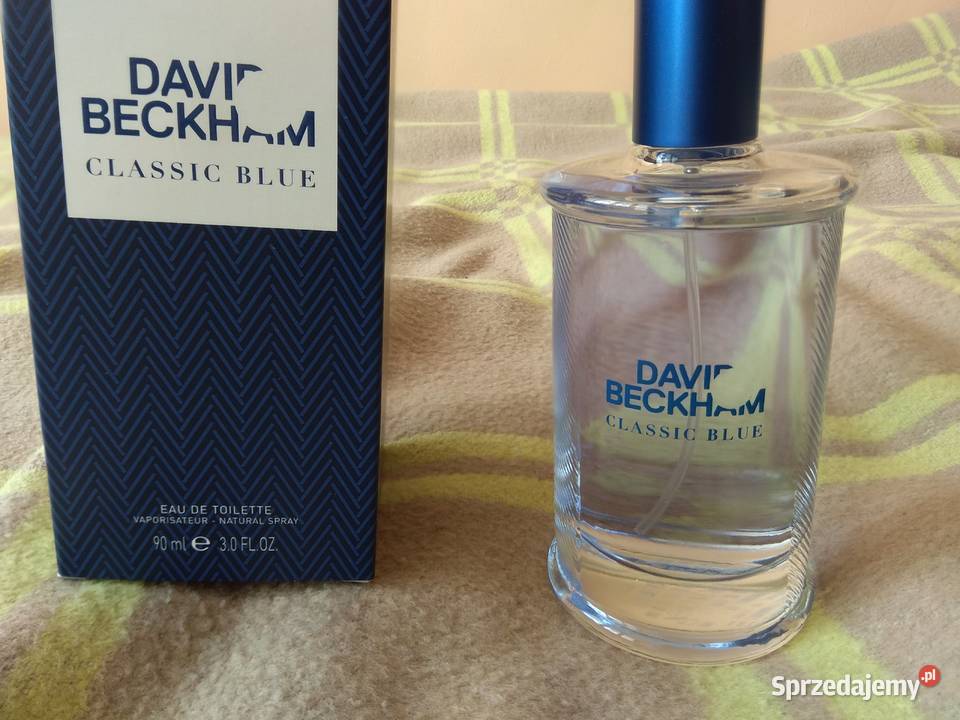 DAVID
BECKHAM
CLASSIC BLUE
EAU DE TOILETTE
VAPORISATEUR - NATURAL SPRAY
90 ml e 3.0 FL.OZ.
DAVID
BECKHAM
CLASSIC BLUE
Sprzedajemy.pl